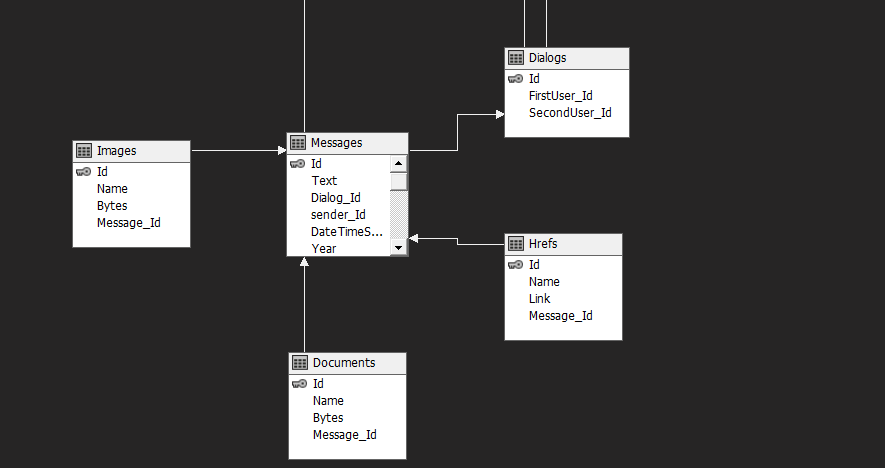 Dialogs
Id
FirstUser_Id
SecondUser_Id
Images
Id
Name
Bytes
Message_Id
Messages
Id
Text
Dialog_Id
sender_Id
DateTimeS...
Year
Hrefs
Id
Name
Link
Message_Id
Documents
Id
Name
Bytes
Message_Id